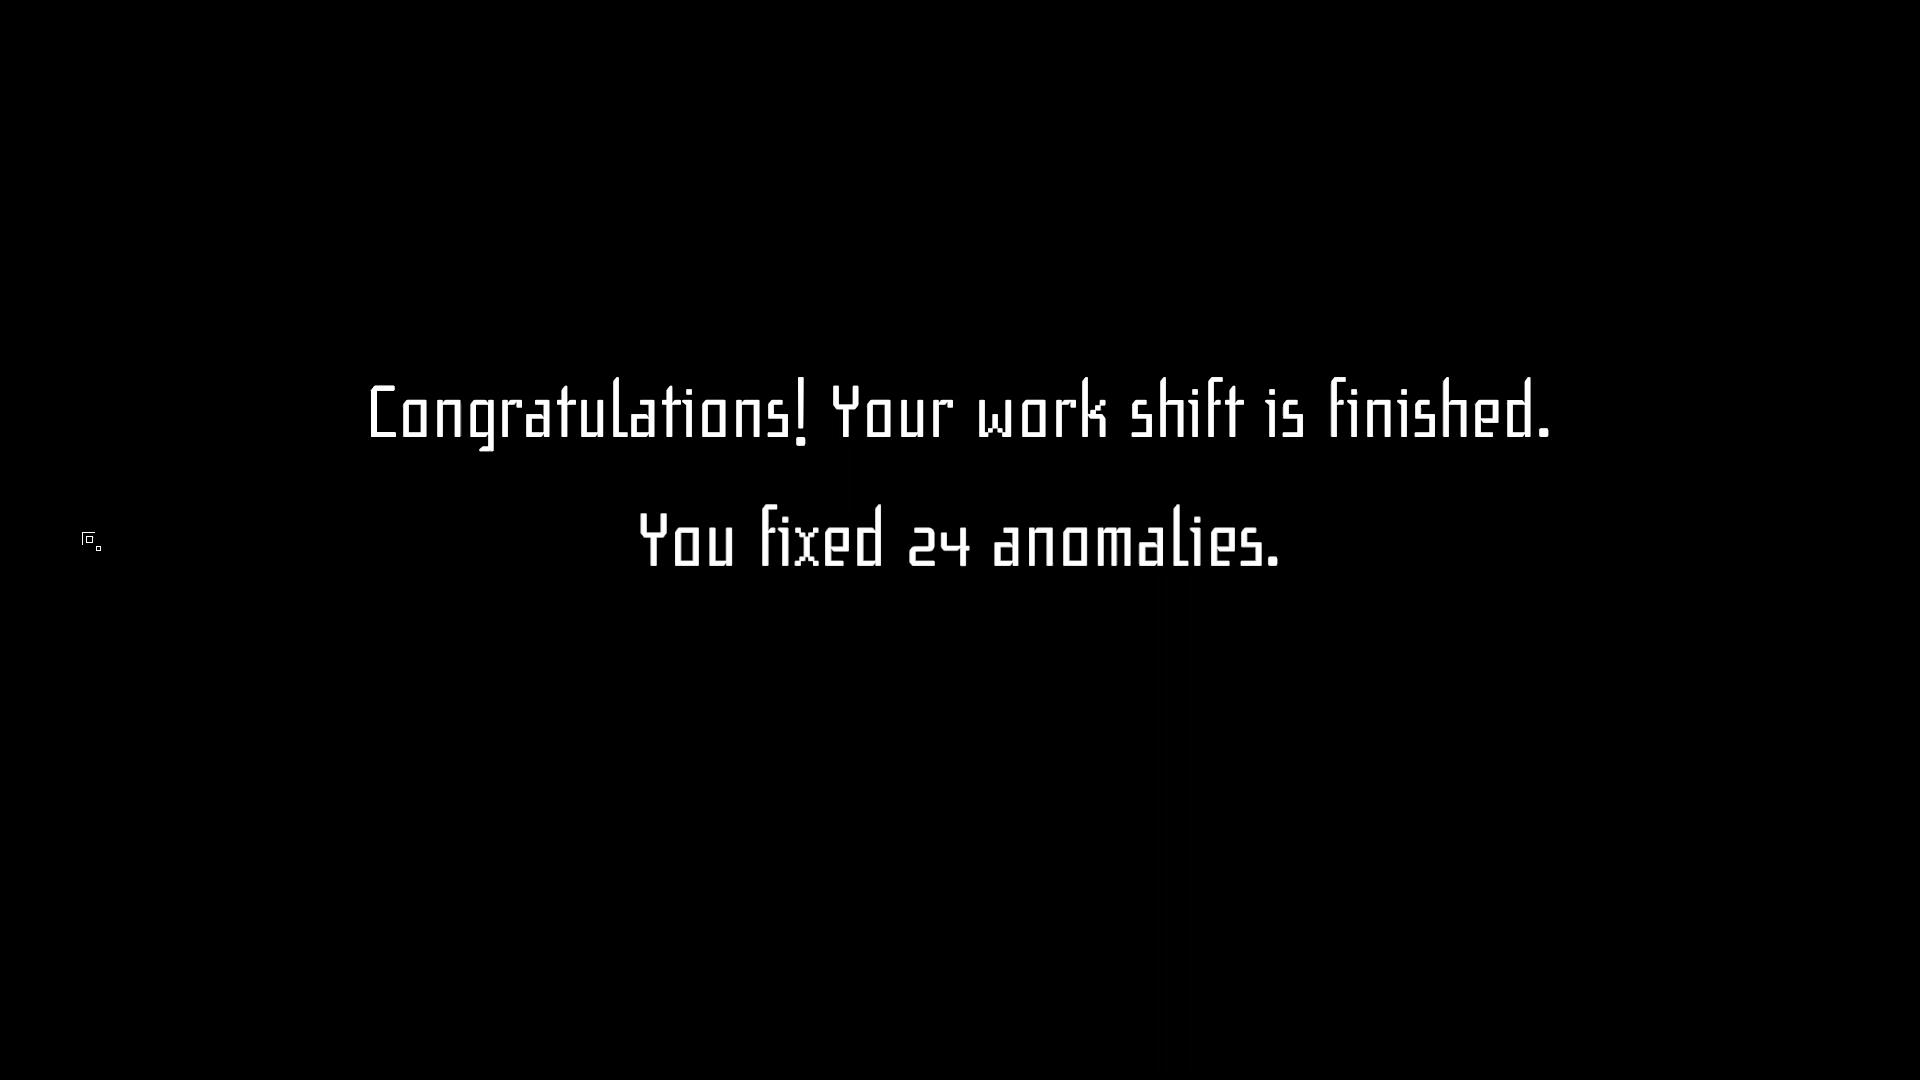 Congratulations! Your work shift is finished.
You fixed 24 anomalies.